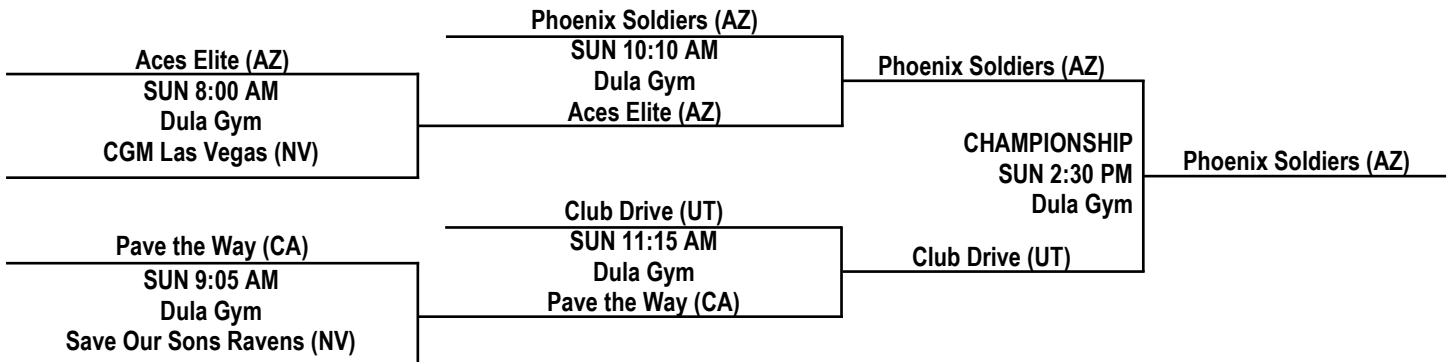 Phoenix Soldiers (AZ)
Aces Elite (AZ)
SUN 10:10 AM
Phoenix Soldiers (AZ)
SUN 8:00 AM
Dula Gym
Dula Gym
Aces Elite (AZ)
CGM Las Vegas (NV)
CHAMPIONSHIP
SUN 2:30 PM
Dula Gym
Phoenix Soldiers (AZ)
Club Drive (UT)
Pave the Way (CA)
SUN 11:15 AM
Club Drive (UT)
SUN 9:05 AM
Dula Gym
Dula Gym
Pave the Way (CA)
Save Our Sons Ravens (NV)